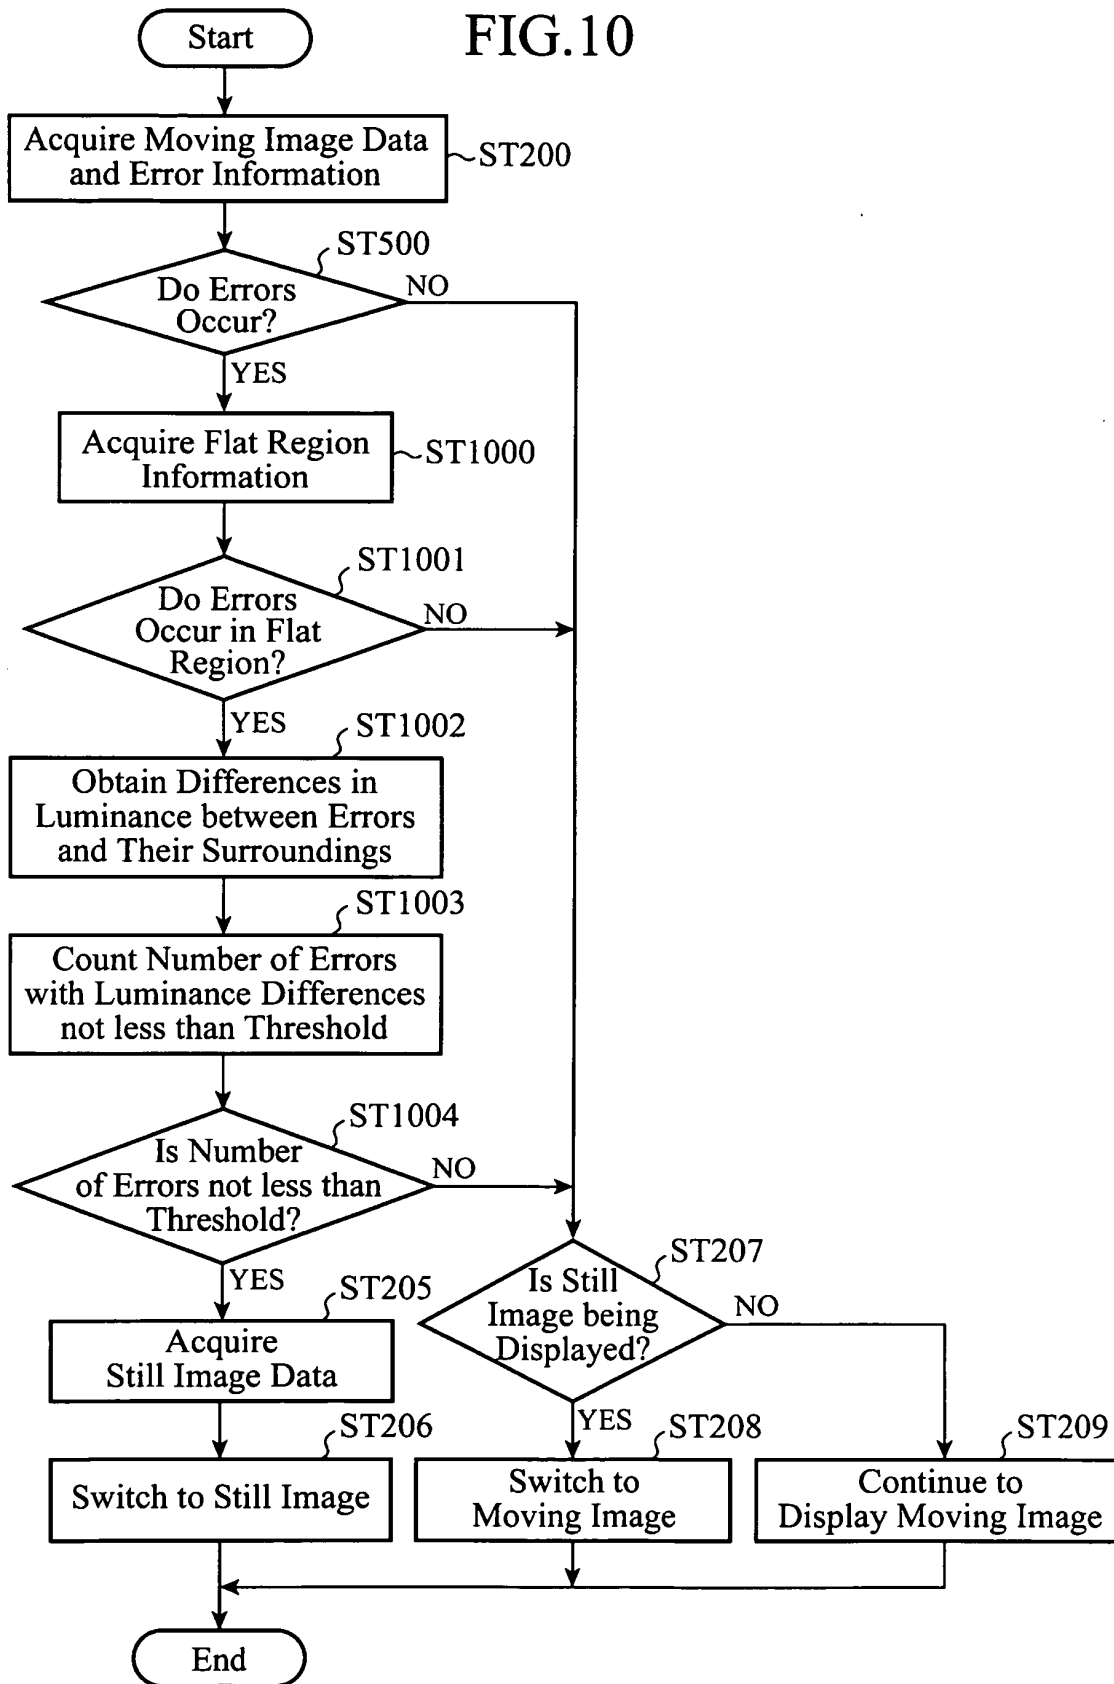 FIG.10
Start
Acquire Moving Image Data
and Error Information
ST200
ST500
Do Errors
Occur?
NO
YES
Acquire Flat Region
Information
ST1000
ST1001
Do Errors
Occur in Flat
Region?
NO
YES
ST1002
Obtain Differences in
Luminance between Errors
and Their Surroundings
ST1003
Count Number of Errors
with Luminance Differences
not less than Threshold
ST1004
Is Number
of Errors not less than
Threshold?
NO
YES
ST205
Acquire
Still Image Data
ST206
Switch to Still Image
ST207
Is Still
Image being
Displayed?
NO
YES
ST208
Switch to
Moving Image
ST209
Continue to
Display Moving Image
End